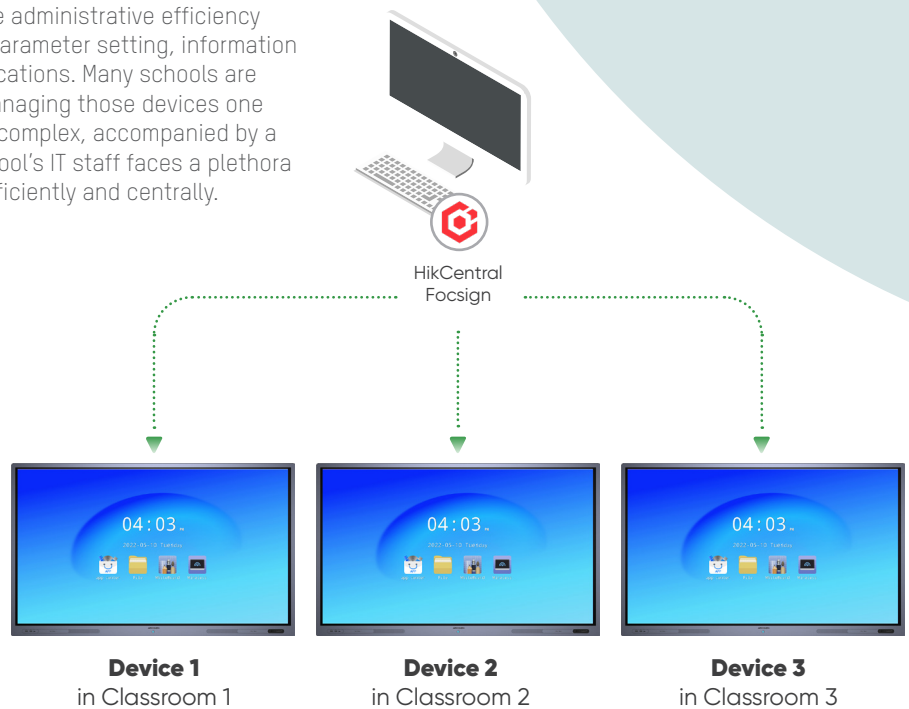 e administrative efficiency
arameter setting, information
cations. Many schools are
anaging those devices one
complex, accompanied by a
ool's IT staff faces a plethora
ficiently and centrally.
HikCentral
Focsign
04:03
04:03
04:03
Device 1
in Classroom 1
Device 2
in Classroom 2
Device 3
in Classroom 3